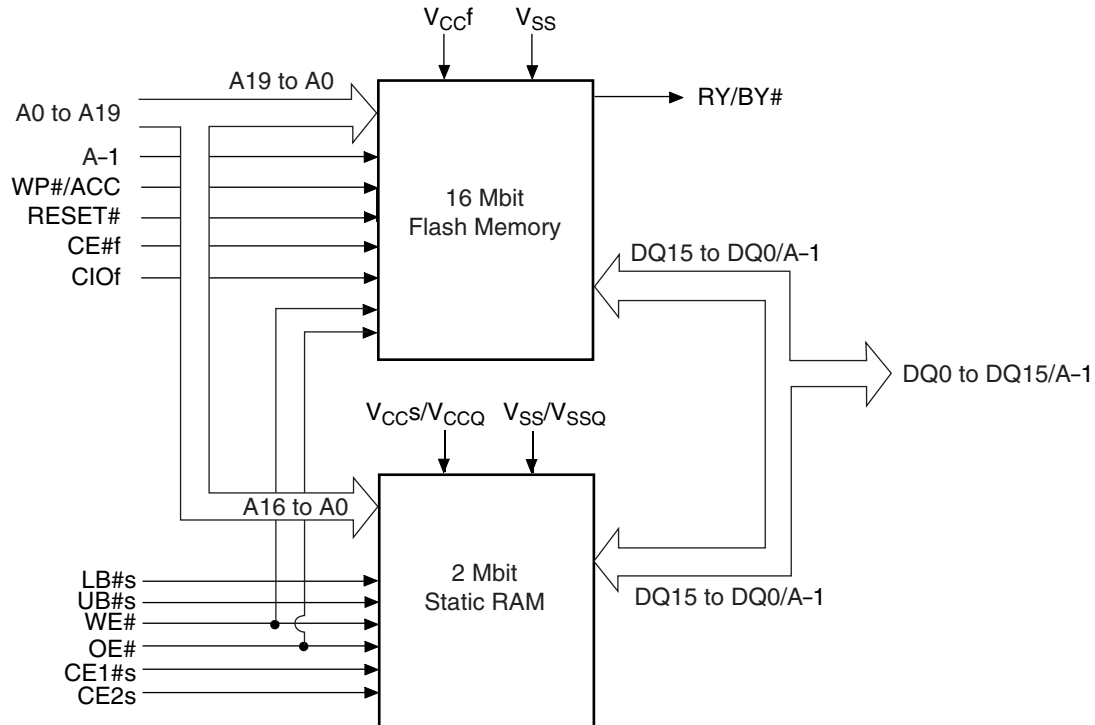 VCCf
VSS
A19 to A0
A0 to A19
RY/BY#
A–1
WP#/ACC
RESET#
CE#f
CIOf
16 Mbit
Flash Memory
DQ15 to DQ0/A–1
DQ0 to DQ15/A–1
VCCs/VCCQ
VSS/VSSQ
A16 to A0
LB#s
UB#s
WE#
OE#
CE1#s
CE2s
2 Mbit
Static RAM
DQ15 to DQ0/A–1